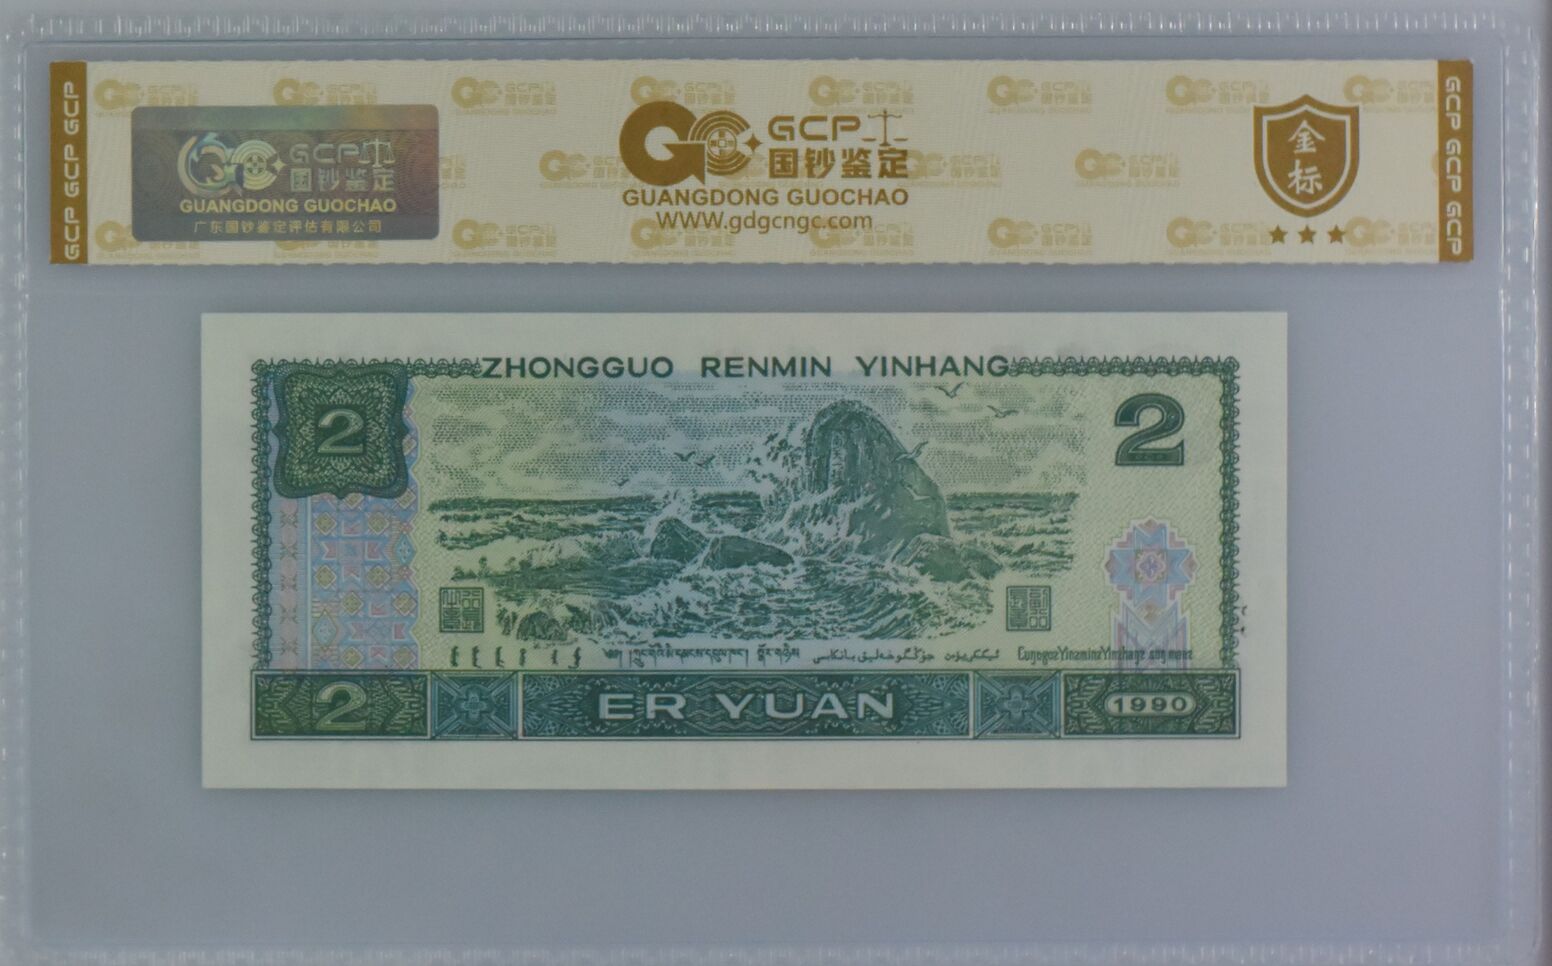 GCP GCP GCP
GCP
国钞鉴定
GUANGDONG GUOCHAO
广东国钞鉴定评估有限公司
GCP
国钞鉴定
GUANGDONG GUOCHAO
WWW.gdgcngc.com
金标
GCP GCP GCP
ZHONGGUO RENMIN YINHANG
2
2
2
ER YUAN
1990